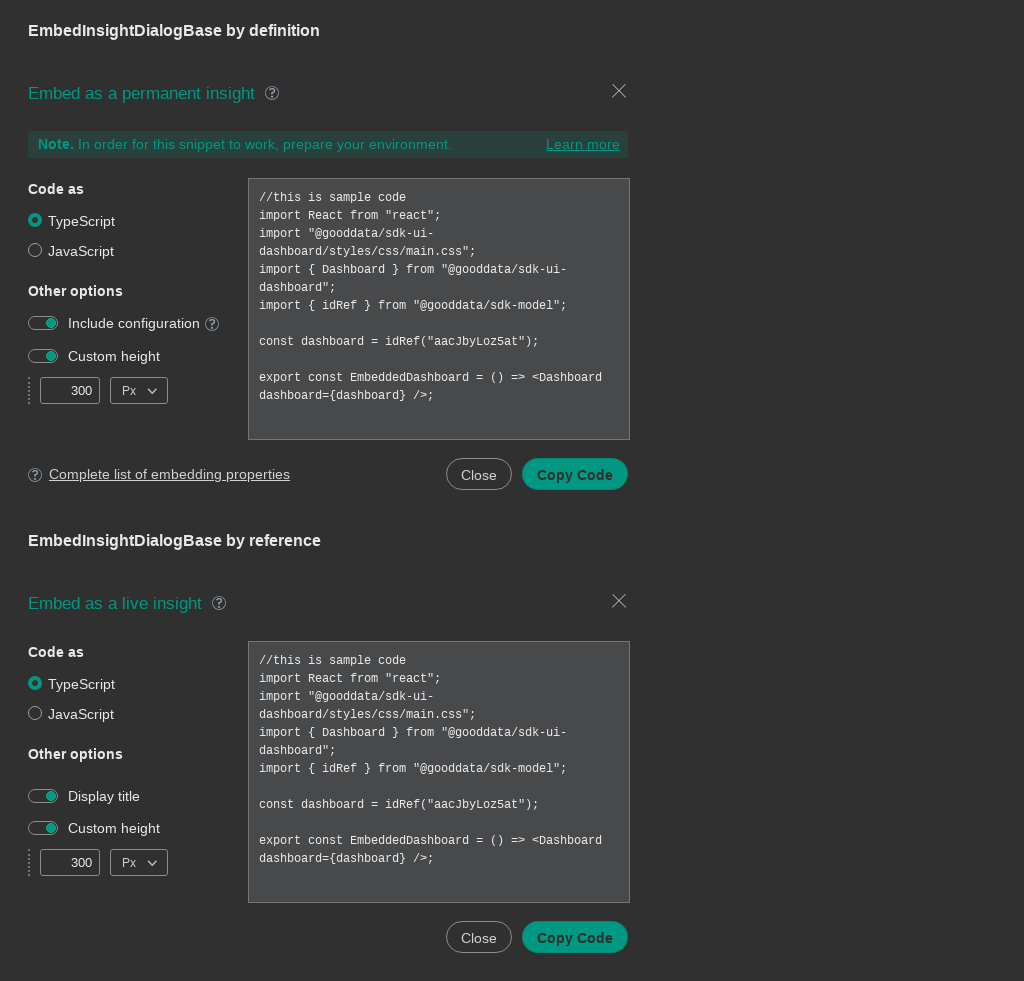 EmbedInsightDialogBase by definition
Embed as a permanent insight
Note. In order for this snippet to work, prepare your environment. Learn more
Code as
TypeScript
JavaScript
Other options
Include configuration
Custom height
300 Px
//this is sample code
import React from "react";
import "@gooddata/sdk-ui-
dashboard/styles/css/main.css";
import { Dashboard } from "@gooddata/sdk-ui-
dashboard";
import { idRef } from "@gooddata/sdk-model";
const dashboard = idRef("aacJbyLoz5at");
export const EmbeddedDashboard = () => <Dashboard
dashboard={dashboard} />;
Complete list of embedding properties
Close Copy Code
EmbedInsightDialogBase by reference
Embed as a live insight
Code as
TypeScript
JavaScript
Other options
Display title
Custom height
300 Px
//this is sample code
import React from "react";
import "@gooddata/sdk-ui-
dashboard/styles/css/main.css";
import { Dashboard } from "@gooddata/sdk-ui-
dashboard";
import { idRef } from "@gooddata/sdk-model";
const dashboard = idRef("aacJbyLoz5at");
export const EmbeddedDashboard = () => <Dashboard
dashboard={dashboard} />;
Close Copy Code